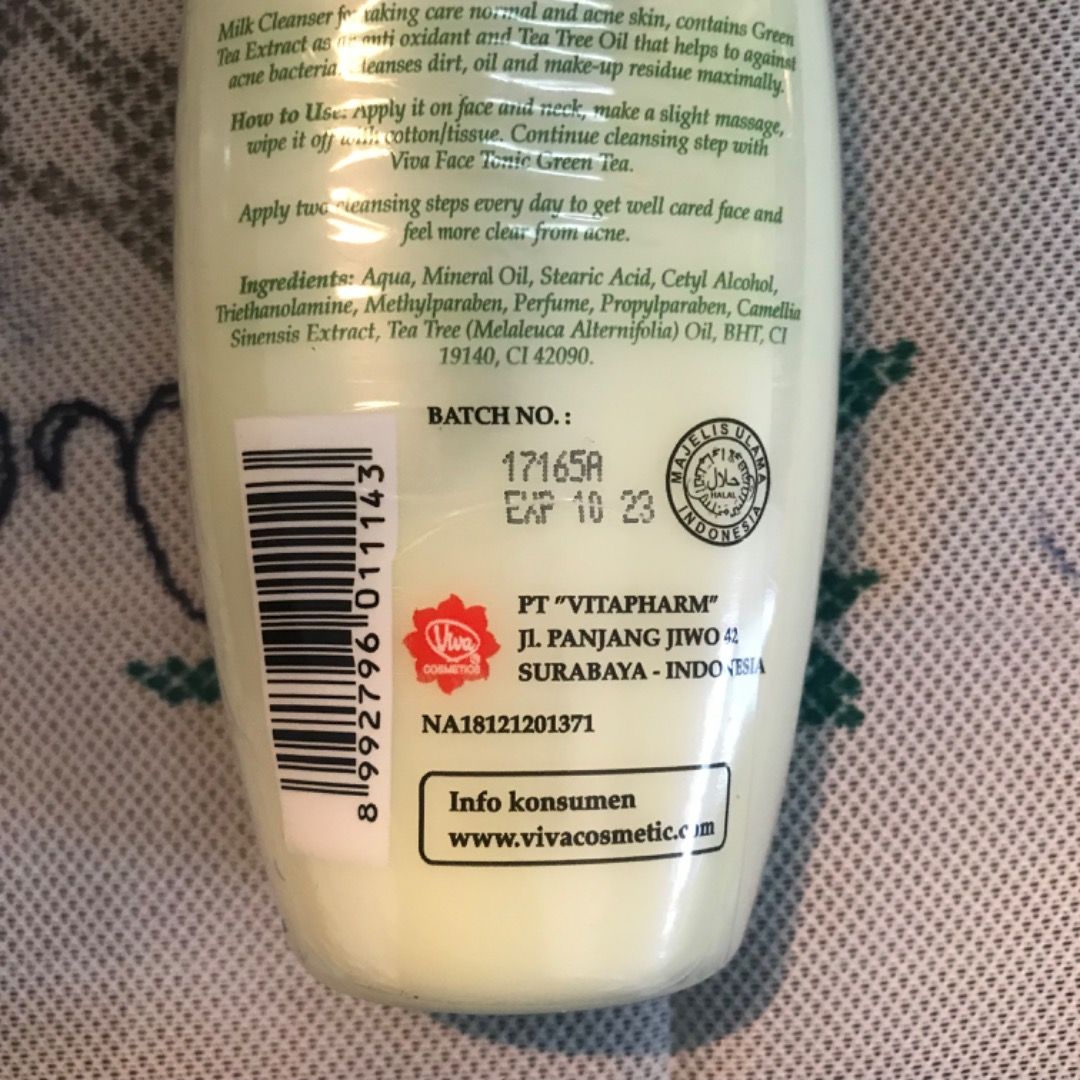 Milk Cleanser for taking care normal and acne skin, contains Green
Tea Extract as an anti oxidant and Tea Tree Oil that helps to against
acne bacteria. cleanses dirt, oil and make-up residue maximally.
How to Use: Apply it on face and neck, make a slight massage,
wipe it off with cotton/tissue. Continue cleansing step with
Viva Face Tonic Green Tea.
Apply two cleansing steps every day to get well cared face and
feel more clear from acne.
Ingredients: Aqua, Mineral Oil, Stearic Acid, Cetyl Alcohol,
Triethanolamine, Methylparaben, Perfume, Propylparaben, Camellia
Sinensis Extract, Tea Tree (Melaleuca Alternifolia) Oil, BHT, CI
19140, CI 42090.
BATCH NO. :
17165A
EXP 10 23
MAJELIS ULAMA
حلال
HALAL
INDONESIA
8 992796 011143
Viva
COSMETICS
PT "VITAPHARM"
Jl. PANJANG JIWO 42
SURABAYA - INDONESIA
NA18121201371
Info konsumen
www.vivacosmetic.com